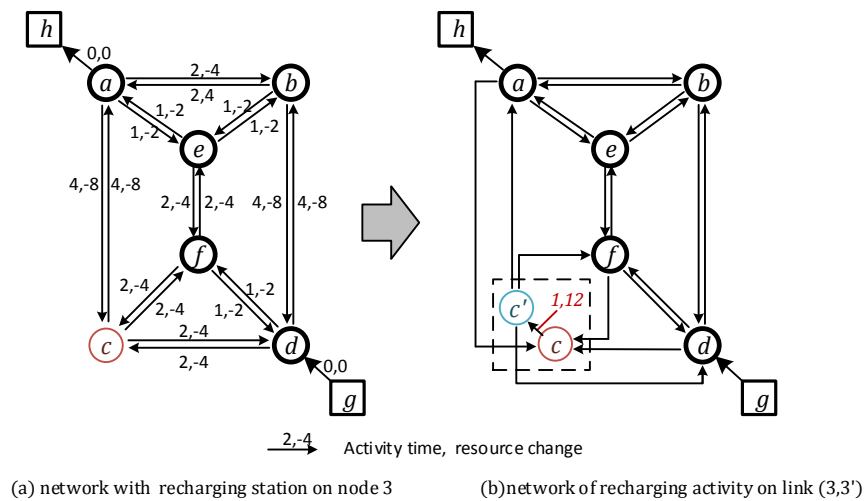 h
h
0,0
2,-4
a
b
a
b
2,4
1,-2
1,-2
1,-2
1,-2
e
e
4,-8
4,-8
2,-4
2,-4
4,-8
4,-8
f
f
2,-4
1,-2
2,-4
1,-2
c'
1,12
2,-4
c
d
c
d
2,-4
0,0
g
g
2,-4 Activity time, resource change
(a) network with recharging station on node 3
(b)network of recharging activity on link (3,3')